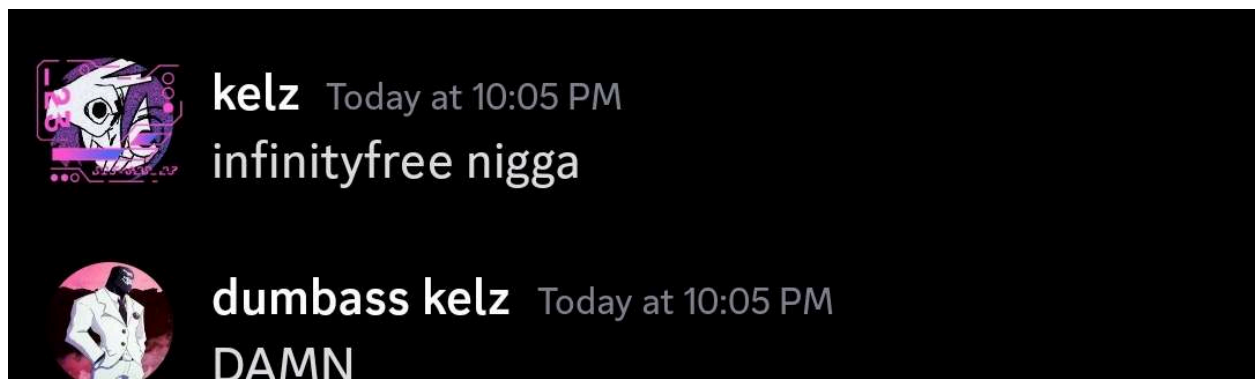 kelz Today at 10:05 PM
infinityfree nigga
dumbass kelz Today at 10:05 PM
DAMN